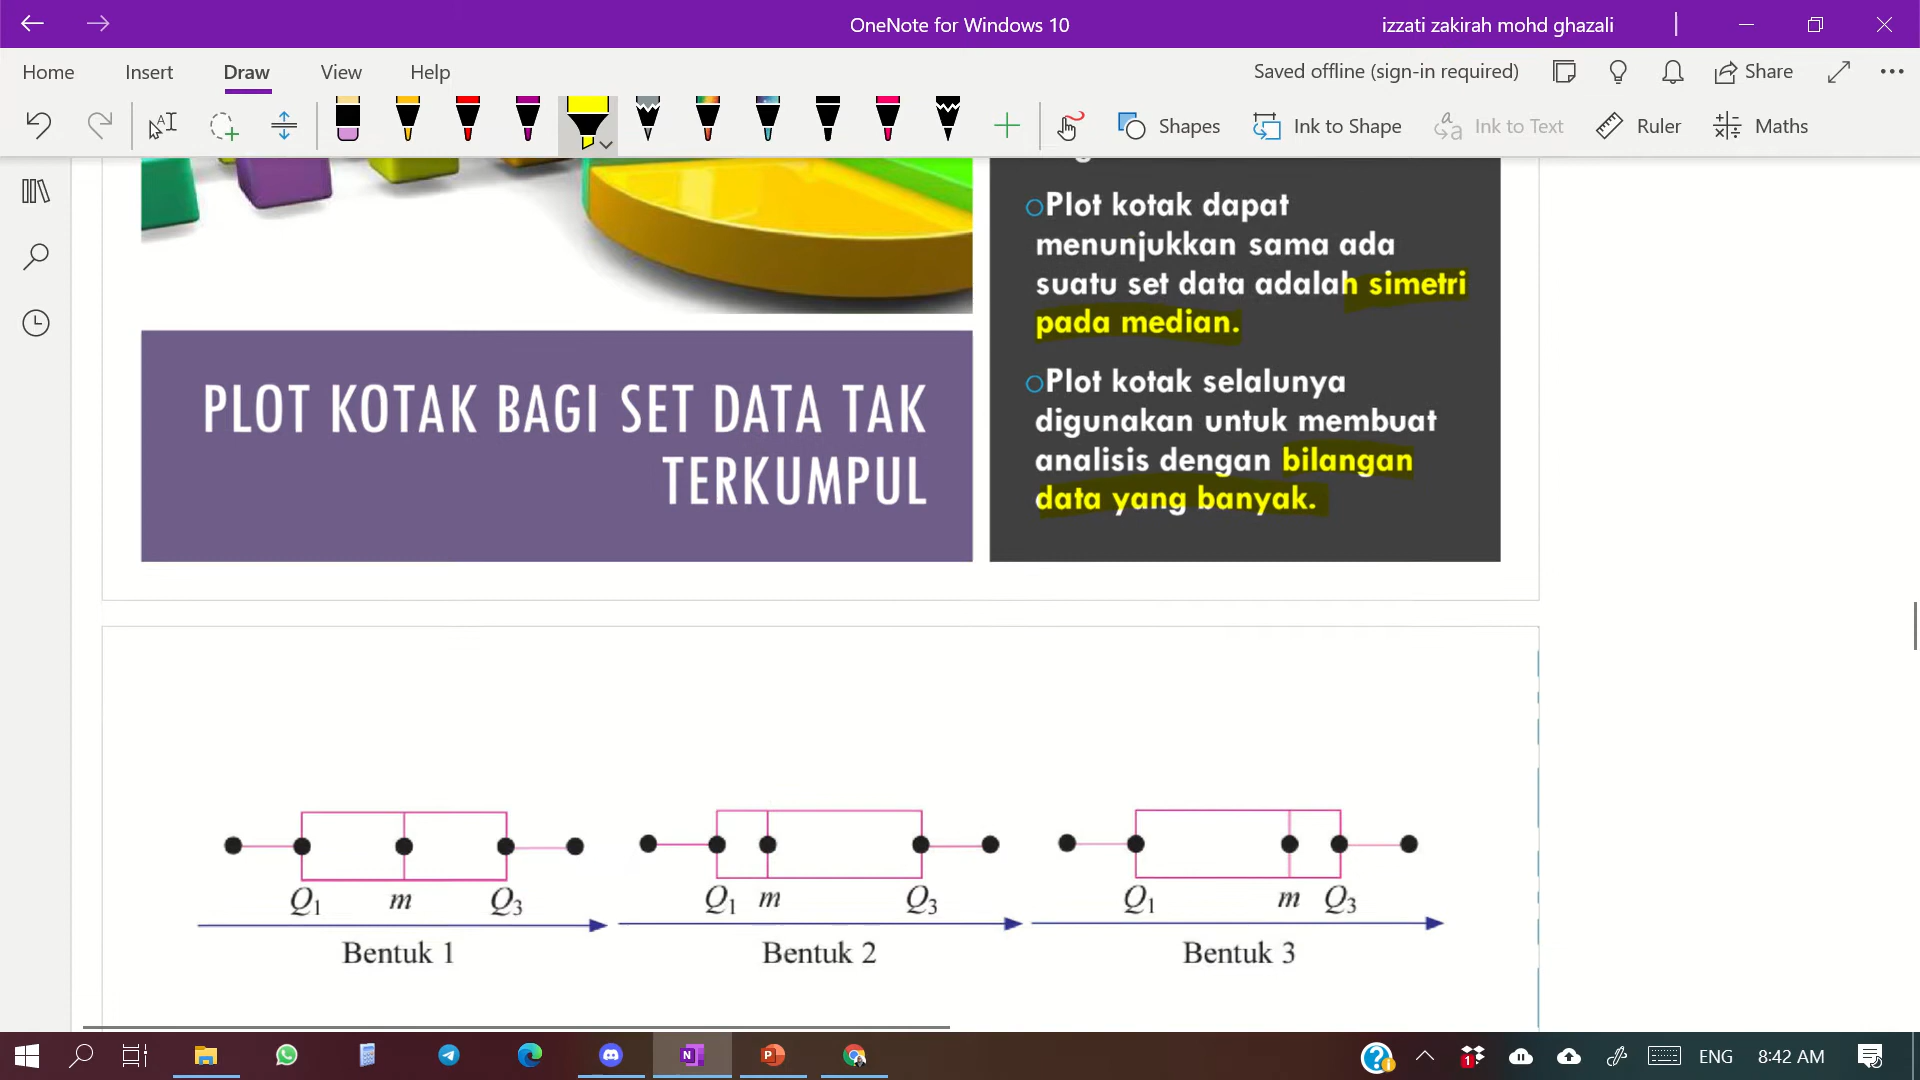 OneNote for Windows 10
izzati zakirah mohd ghazali
Home Insert Draw View Help
Saved offline (sign-in required)
Share
Shapes
Ink to Shape
Ink to Text
Ruler
Maths
Plot kotak dapat
menunjukkan sama ada
suatu set data adalah simetri
pada median.
Plot kotak selalunya
digunakan untuk membuat
analisis dengan bilangan
data yang banyak.
PLOT KOTAK BAGI SET DATA TAK
TERKUMPUL
Q1 m Q3
Bentuk 1
Q1 m Q3
Bentuk 2
Q1 m Q3
Bentuk 3
ENG
8:42 AM